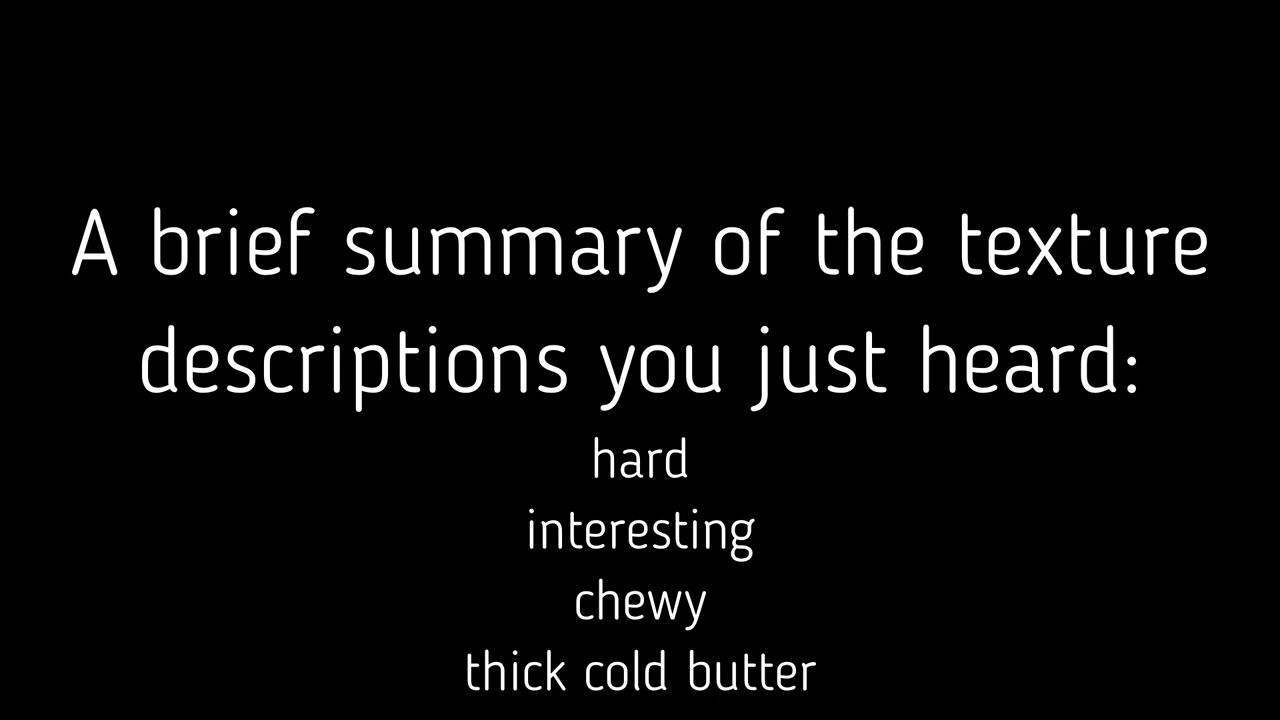 A brief summary of the texture
descriptions you just heard:
hard
interesting
chewy
thick cold butter